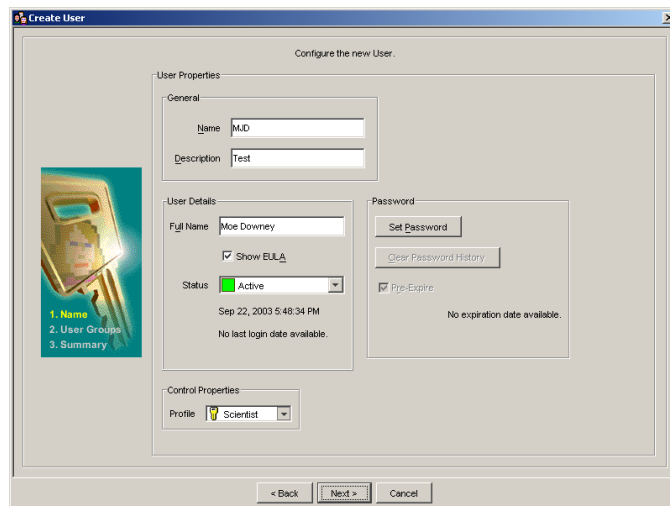 Create User
Configure the new User.
User Properties
General
Name MJD
Description Test
User Details
Full Name Moe Downey
Show EULA
Status Active
Sep 22, 2003 5:48:34 PM
No last login date available.
Password
Set Password
Clear Password History
Pre-Expire
No expiration date available.
1. Name
2. User Groups
3. Summary
Control Properties
Profile Scientist
< Back Next > Cancel